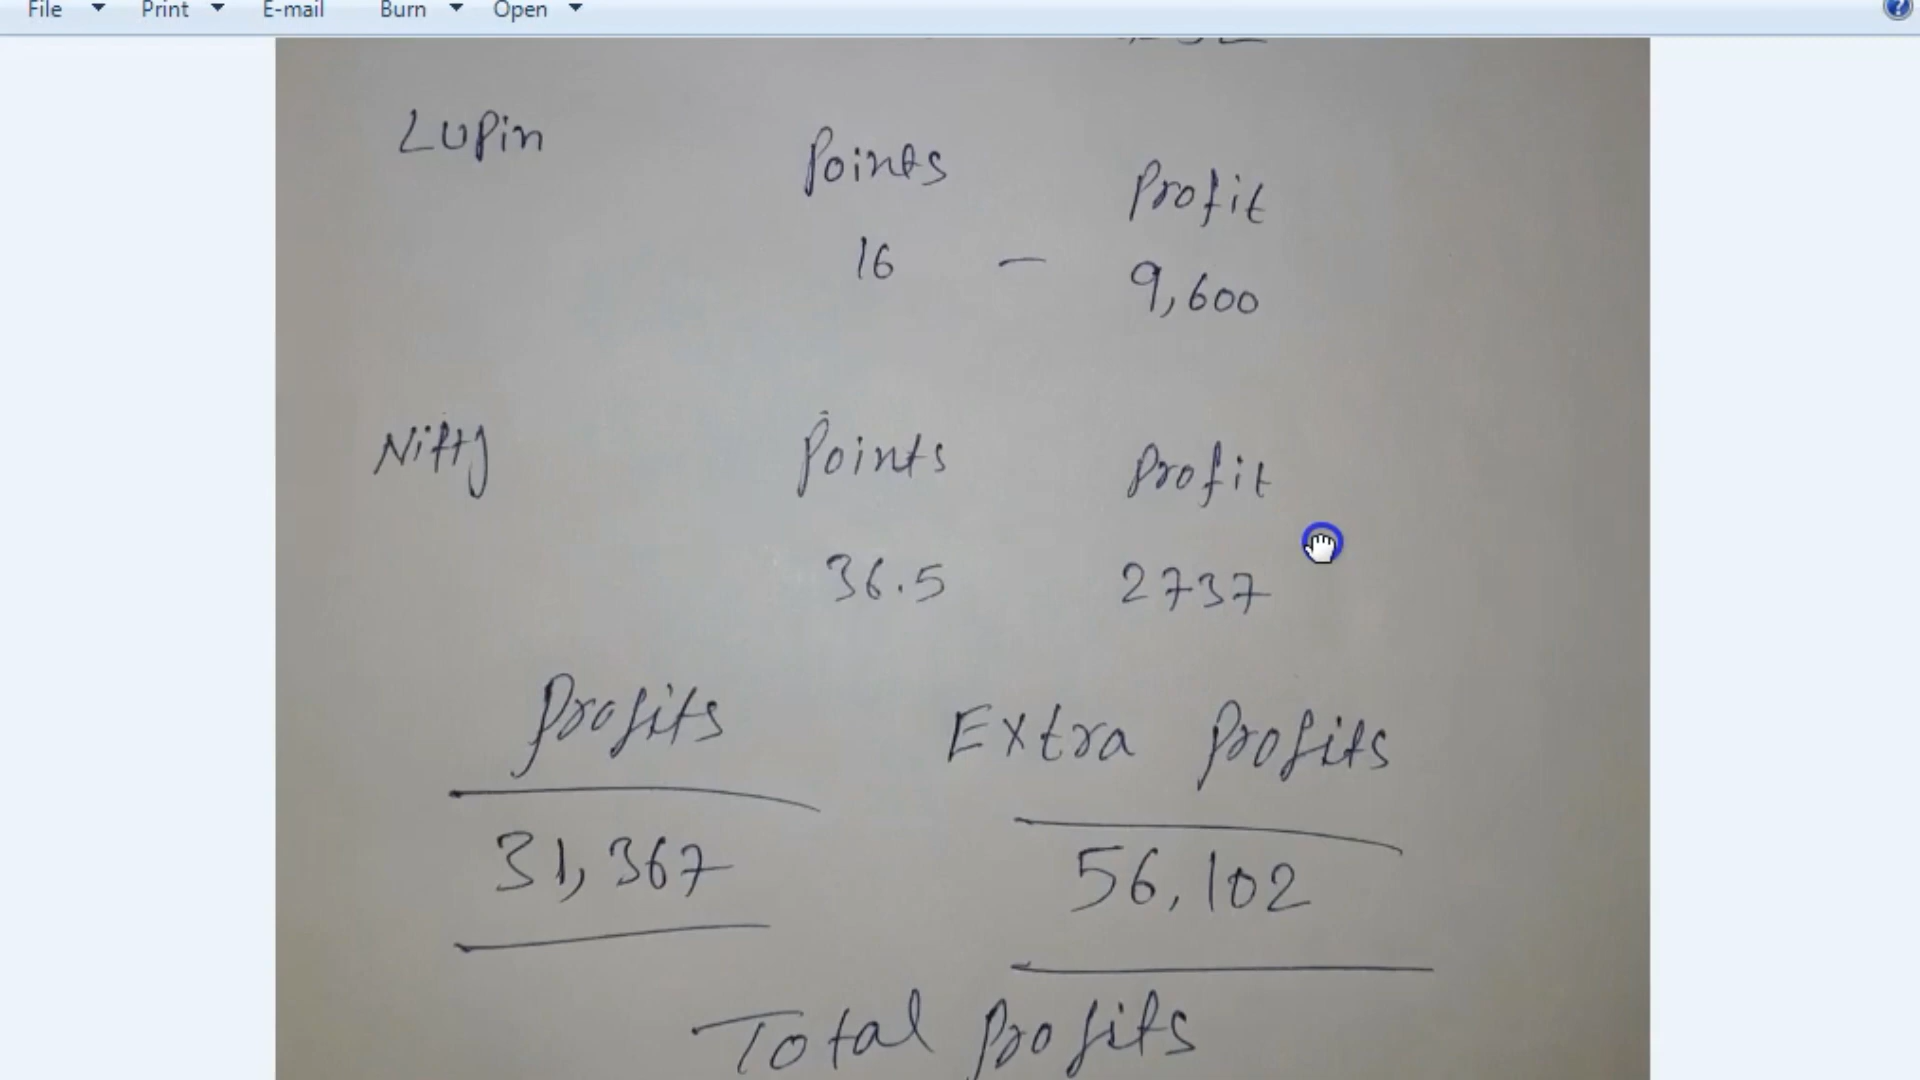 File Print E-mail Burn Open
Lupin Points Profit
16 - 9,600
Nifty Points Profit
36.5 2737
Profits Extra Profits
31,367 56,102
Total Profits